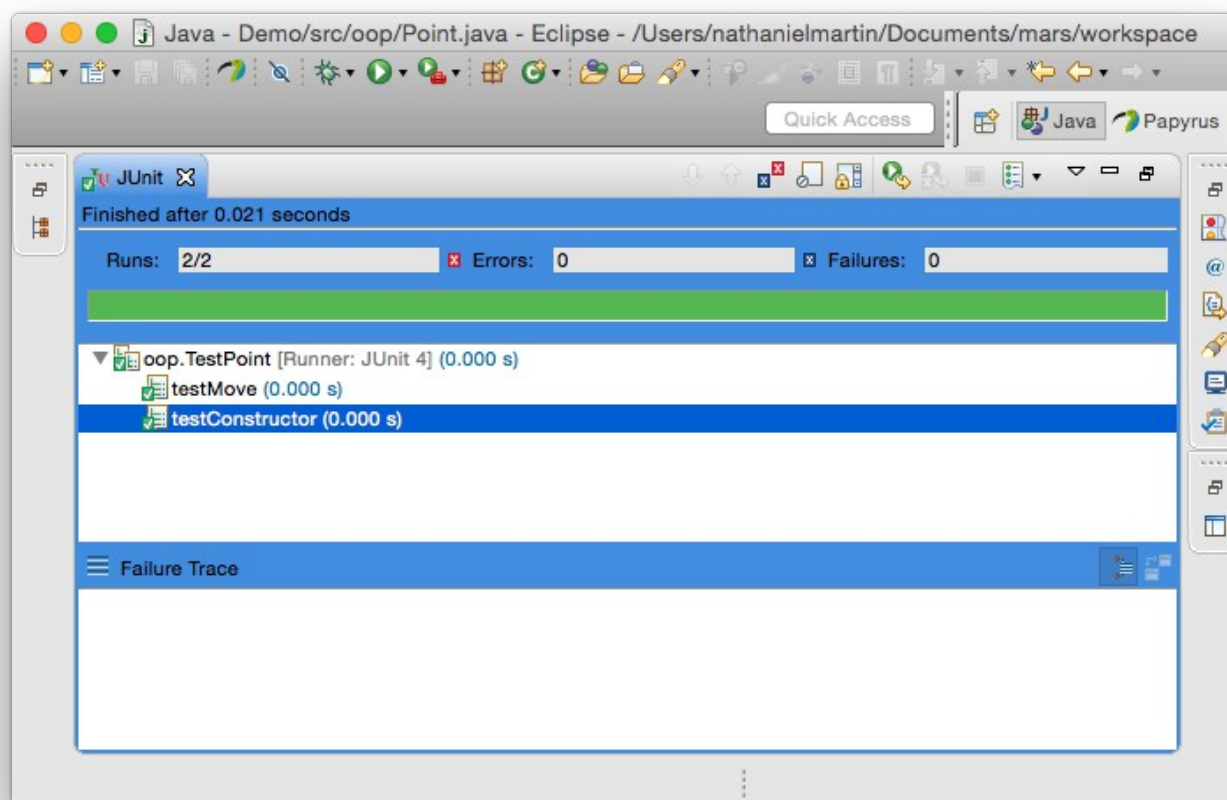 Java - Demo/src/oop/Point.java - Eclipse - /Users/nathanielmartin/Documents/mars/workspace
Quick Access Java Papyrus
JUnit
Finished after 0.021 seconds
Runs: 2/2 Errors: 0 Failures: 0
oop.TestPoint [Runner: JUnit 4] (0.000 s)
testMove (0.000 s)
testConstructor (0.000 s)
Failure Trace